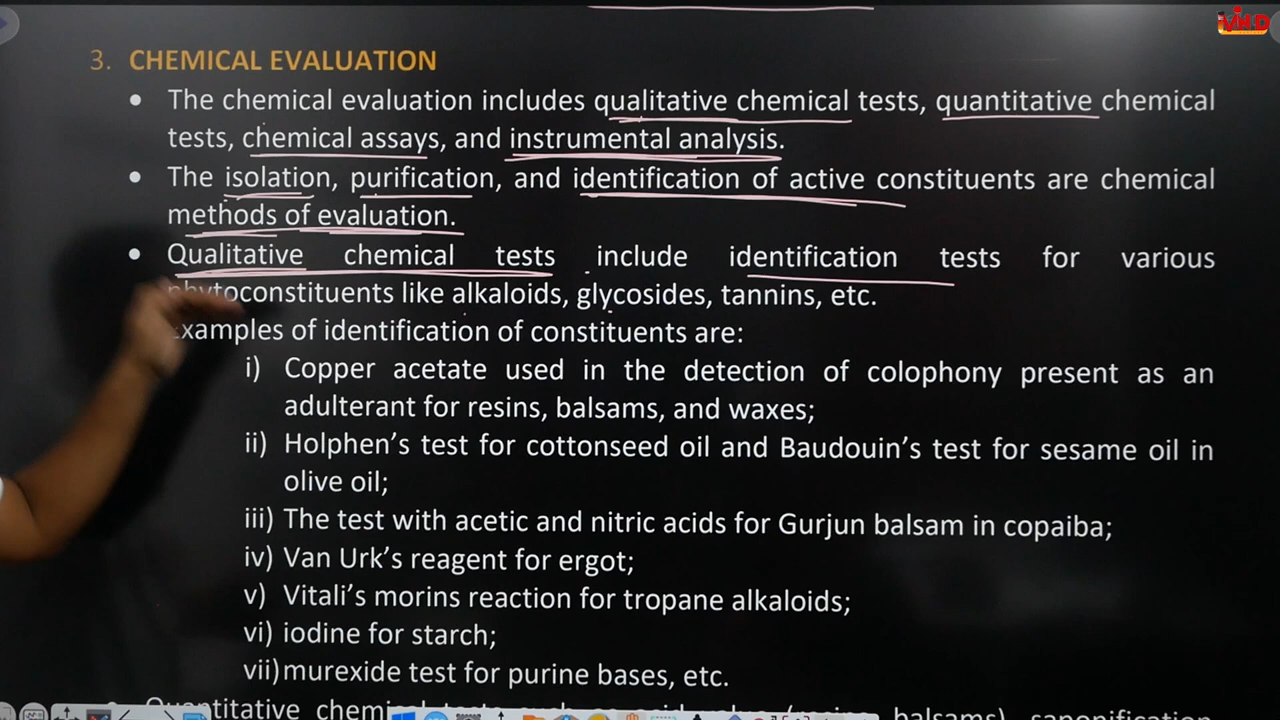 VIKD
3. CHEMICAL EVALUATION
• The chemical evaluation includes qualitative chemical tests, quantitative chemical
tests, chemical assays, and instrumental analysis.
• The isolation, purification, and identification of active constituents are chemical
methods of evaluation.
• Qualitative chemical tests include identification tests for various
phytoconstituents like alkaloids, glycosides, tannins, etc.
Examples of identification of constituents are:
i) Copper acetate used in the detection of colophony present as an
adulterant for resins, balsams, and waxes;
ii) Holphen’s test for cottonseed oil and Baudouin’s test for sesame oil in
olive oil;
iii) The test with acetic and nitric acids for Gurjun balsam in copaiba;
iv) Van Urk’s reagent for ergot;
v) Vitali’s morins reaction for tropane alkaloids;
vi) iodine for starch;
vii) murexide test for purine bases, etc.
Quantitative balsams)